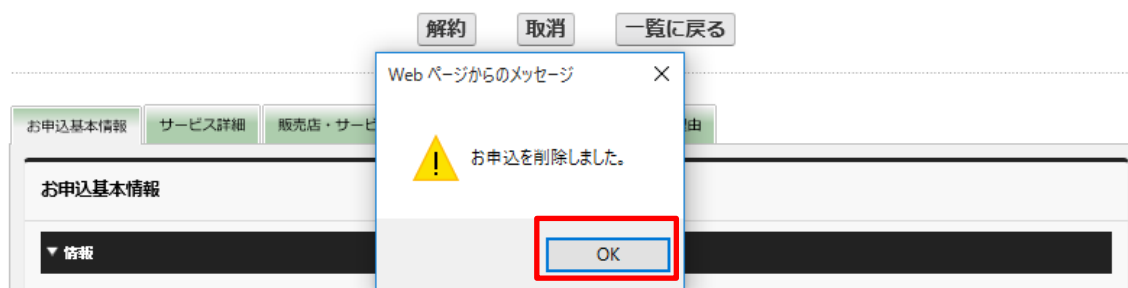 解約 取消 一覧に戻る
Web ページからのメッセージ
お申込基本情報 サービス詳細 販売店・サービ 由
お申込を削除しました。
お申込基本情報
▼ 情報
OK